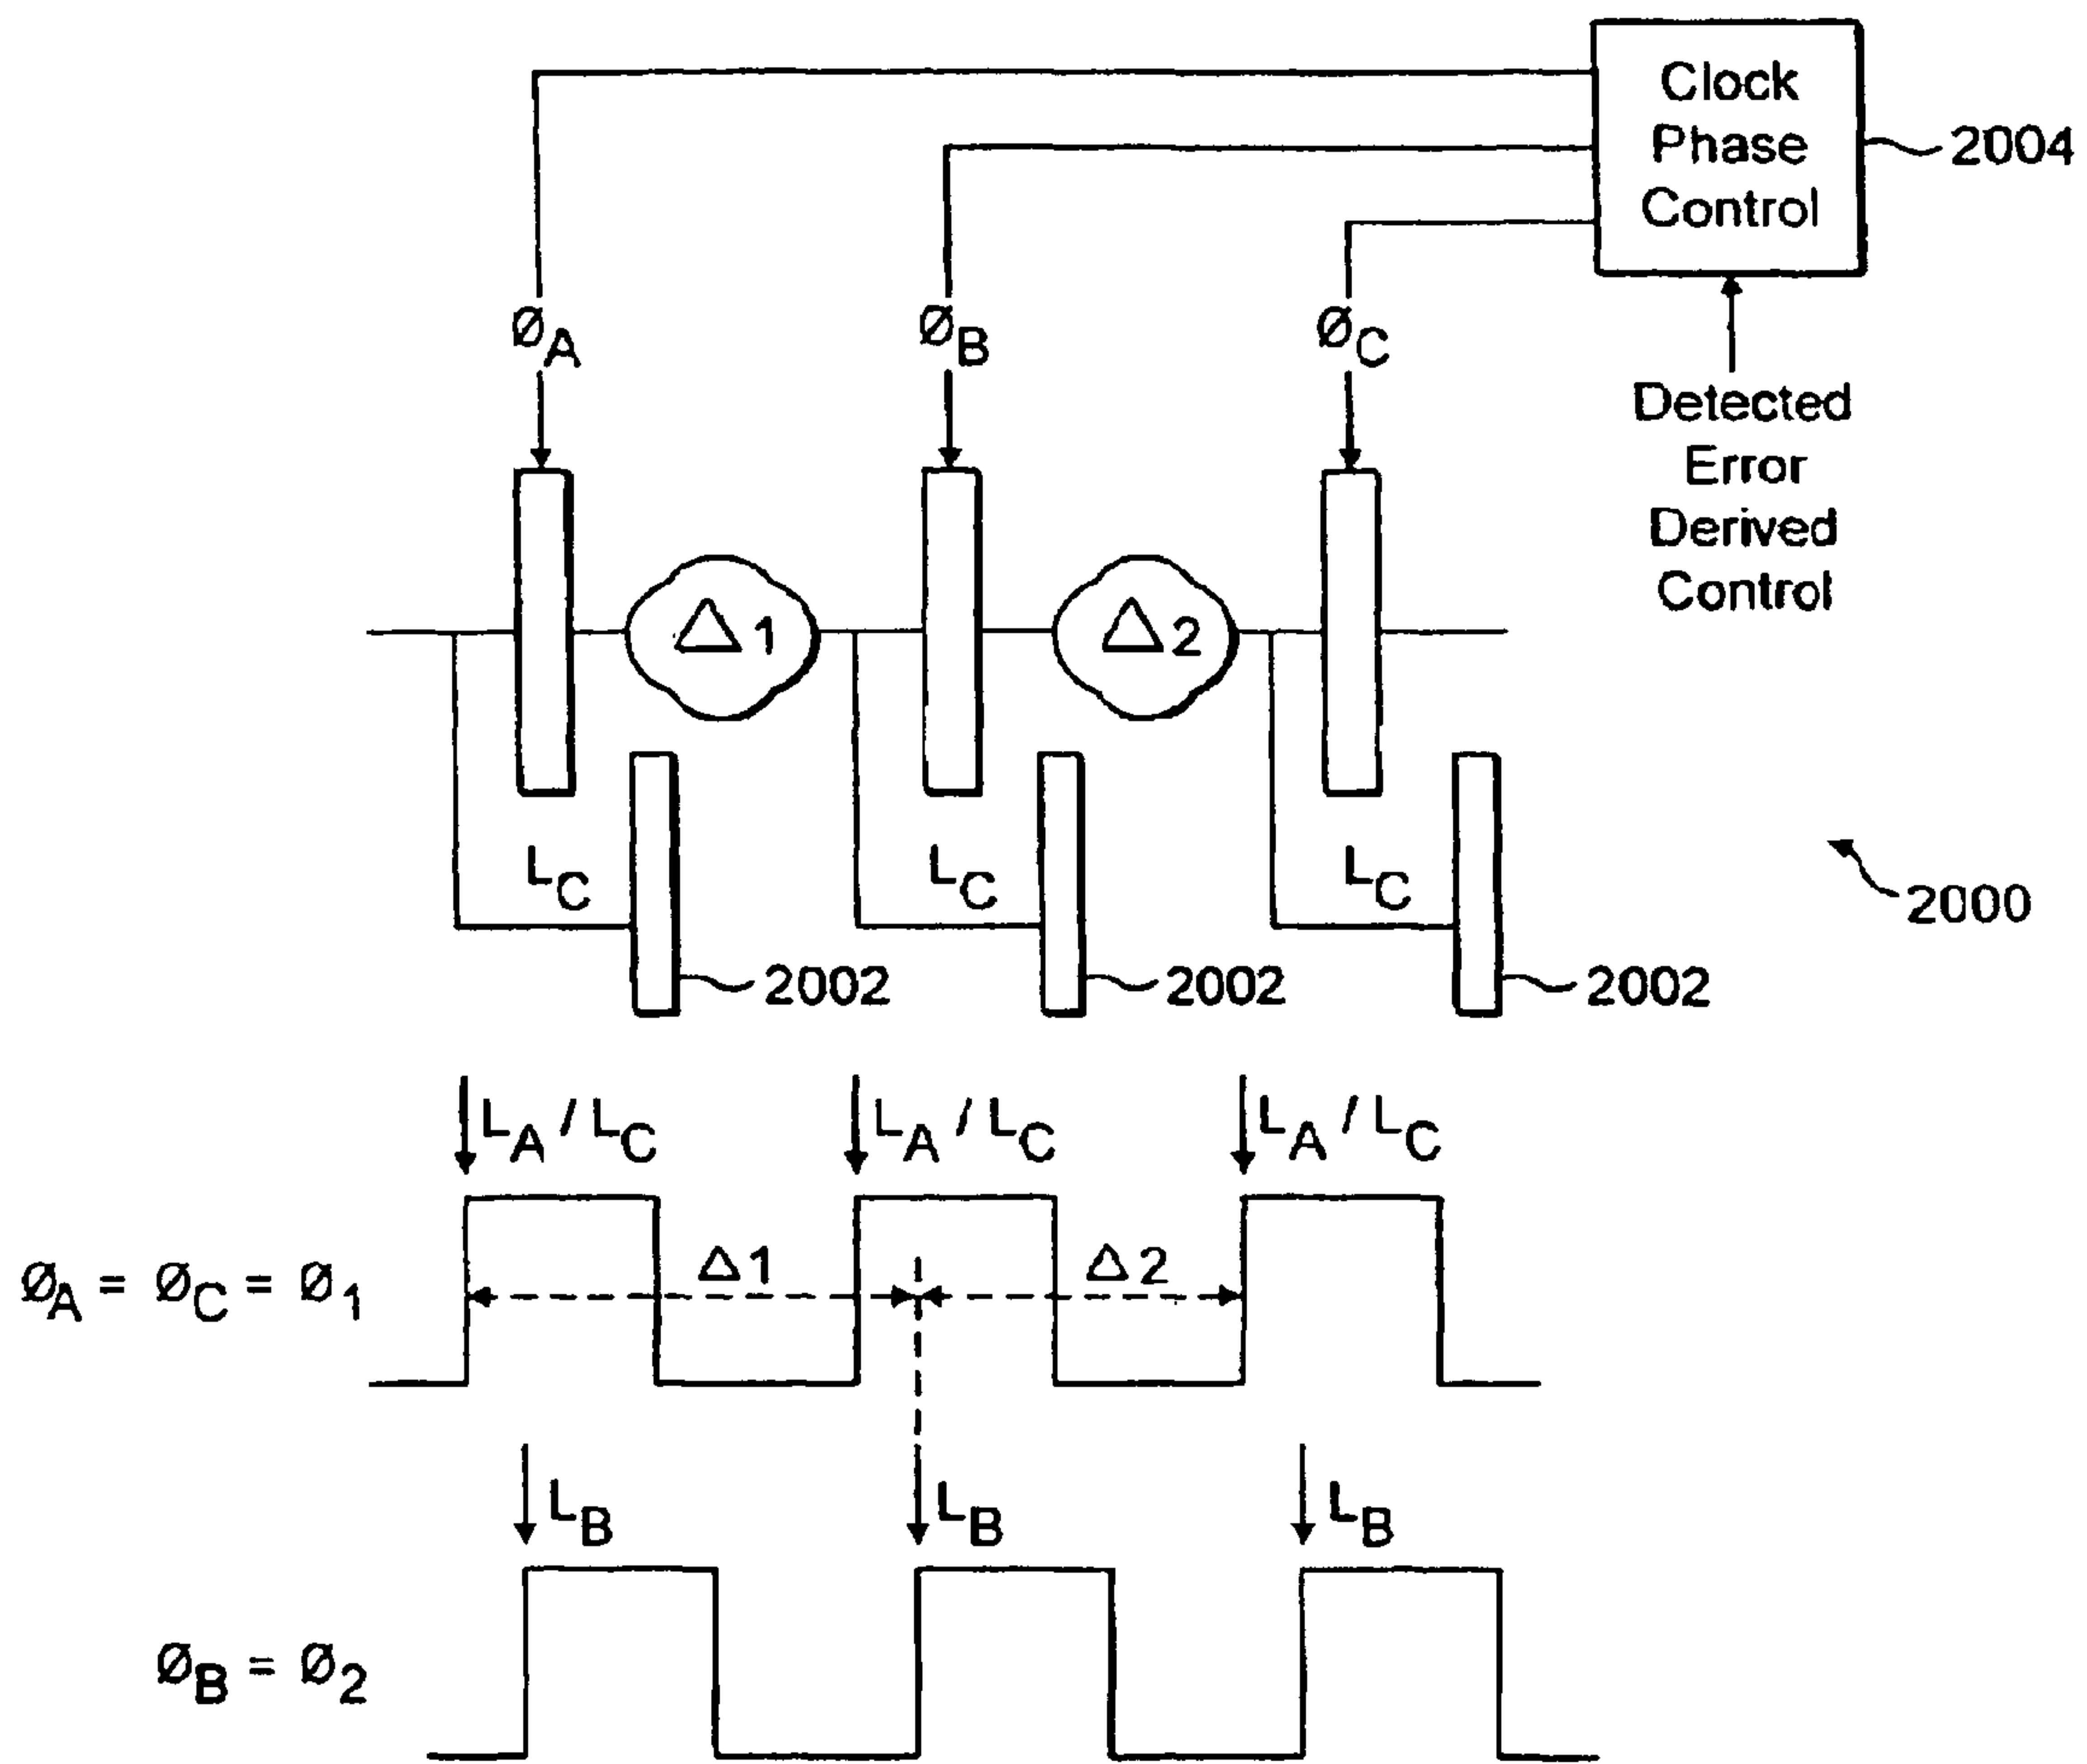 Clock
Phase
Control
2004
ØA
ØB
ØC
Detected
Error
Derived
Control
Δ1
Δ2
LC
LC
LC
2000
2002
2002
2002
LA / LC
LA / LC
LA / LC
Δ1
Δ2
ØA = ØC = Ø1
LB
LB
LB
ØB = Ø2